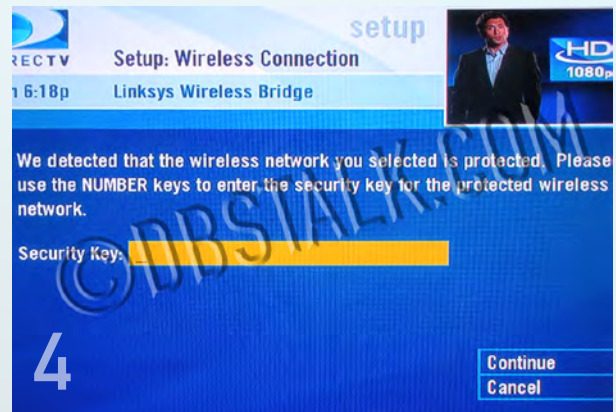 setup
RECTV
Setup: Wireless Connection
HD
1080p
6:18p
Linksys Wireless Bridge
We detected that the wireless network you selected is protected. Please
use the NUMBER keys to enter the security key for the protected wireless
network.
Security Key: _
©DBSTALK.COM
4
Continue
Cancel